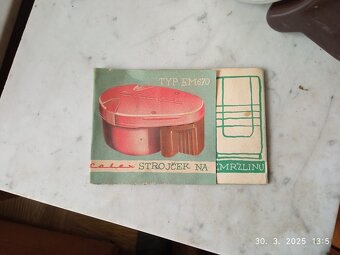 TYP EM 670
Calex STROJČEK NA ZMRZLINU
30. 3. 2025 13:5